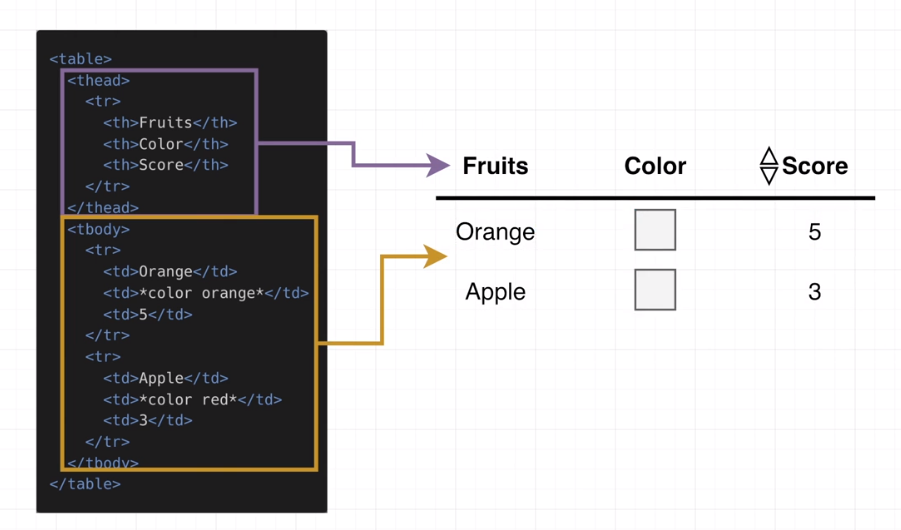 <table>
<thead>
<tr>
<th>Fruits</th>
<th>Color</th>
<th>Score</th>
</tr>
</thead>
<tbody>
<tr>
<td>Orange</td>
<td>*color orange*</td>
<td>5</td>
</tr>
<tr>
<td>Apple</td>
<td>*color red*</td>
<td>3</td>
</tr>
</tbody>
</table>
Fruits Color Score
Orange 5
Apple 3